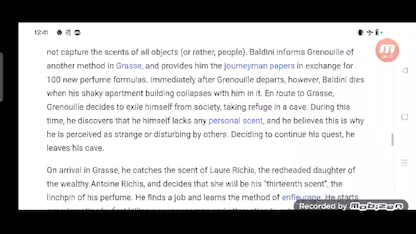 12:41
not capture the scents of all objects (or rather, people). Baldini informs Grenouille of
another method in Grasse, and provides him the journeyman papers in exchange for
100 new perfume formulas. Immediately after Grenouille departs, however, Baldini dies
when his shaky apartment building collapses with him in it. En route to Grasse,
Grenouille decides to exile himself from society, taking refuge in a cave. During this
time, he discovers that he himself lacks any personal scent, and he believes this is why
he is perceived as strange or disturbing by others. Deciding to continue his quest, he
leaves his cave.
On arrival in Grasse, he catches the scent of Laure Richis, the redheaded daughter of
the wealthy Antoine Richis, and decides that she will be his "thirteenth scent", the
linchpin of his perfume. He finds a job and learns the method of enfleurage. He starts
Recorded by MOBIZEN